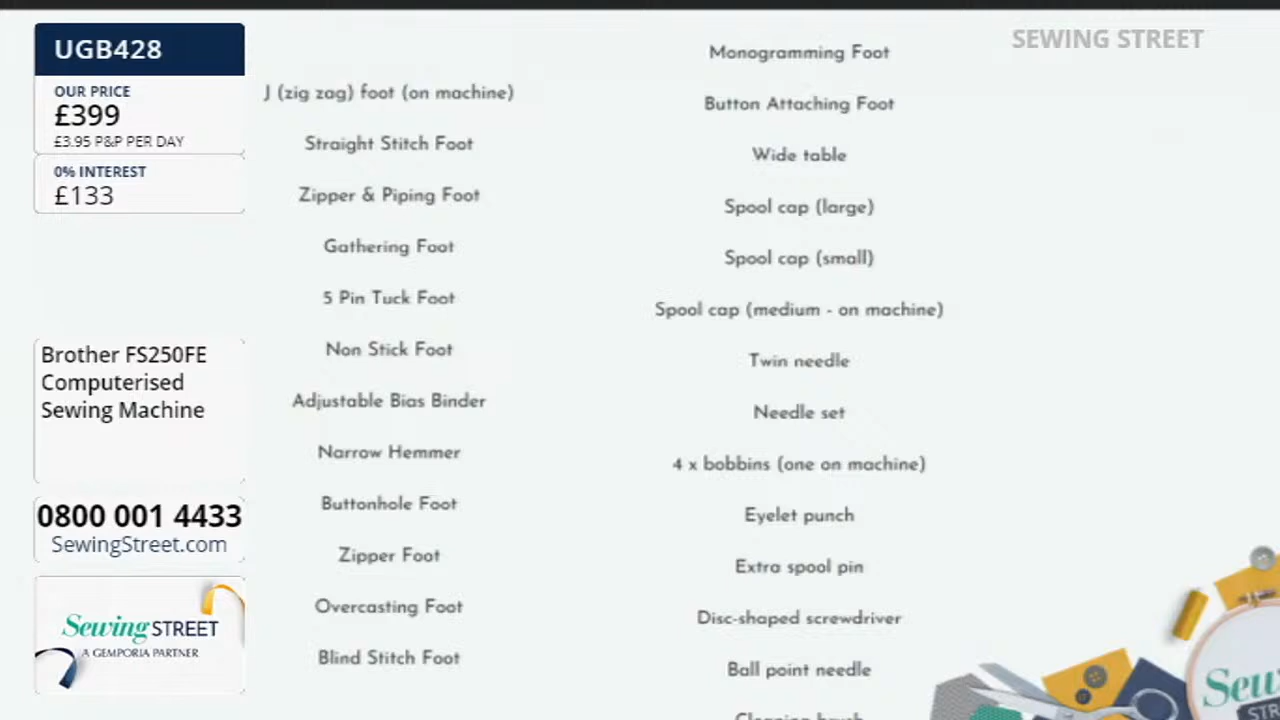 UGB428
OUR PRICE
£399
£3.95 P&P PER DAY
0% INTEREST
£133
Brother FS250FE
Computerised
Sewing Machine
0800 001 4433
SewingStreet.com
Sewing STREET
A GEMPORIA PARTNER
J (zig zag) foot (on machine)
Straight Stitch Foot
Zipper & Piping Foot
Gathering Foot
5 Pin Tuck Foot
Non Stick Foot
Adjustable Bias Binder
Narrow Hemmer
Buttonhole Foot
Zipper Foot
Overcasting Foot
Blind Stitch Foot
Monogramming Foot
Button Attaching Foot
Wide table
Spool cap (large)
Spool cap (small)
Spool cap (medium - on machine)
Twin needle
Needle set
4 x bobbins (one on machine)
Eyelet punch
Extra spool pin
Disc-shaped screwdriver
Ball point needle
Cleaning brush
SEWING STREET